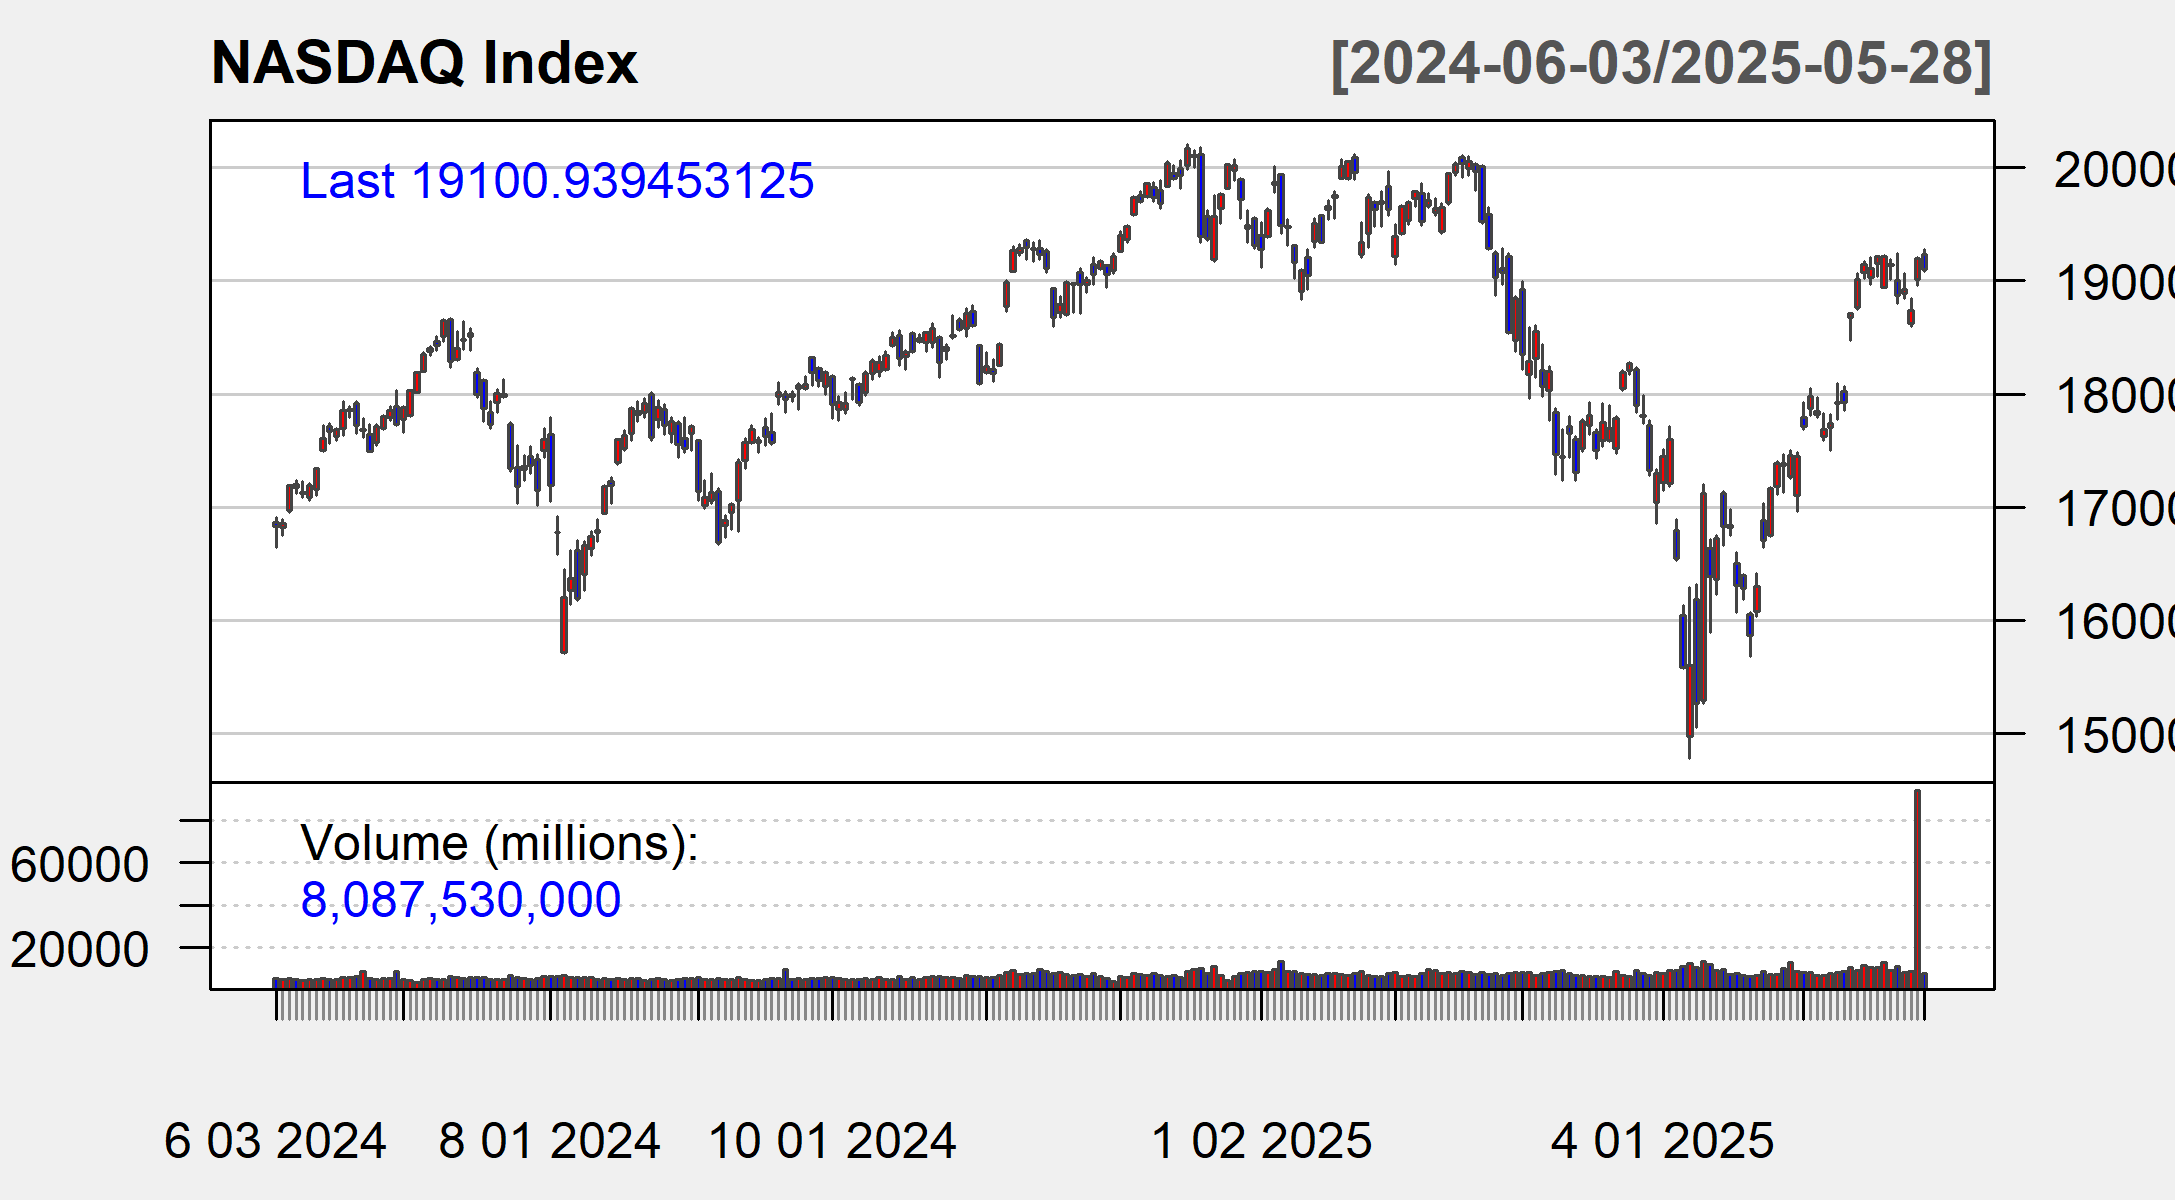 NASDAQ Index
[2024-06-03/2025-05-28]
Last 19100.939453125
20000
19000
18000
17000
16000
15000
Volume (millions):
8,087,530,000
60000
20000
6 03 2024
8 01 2024
10 01 2024
1 02 2025
4 01 2025